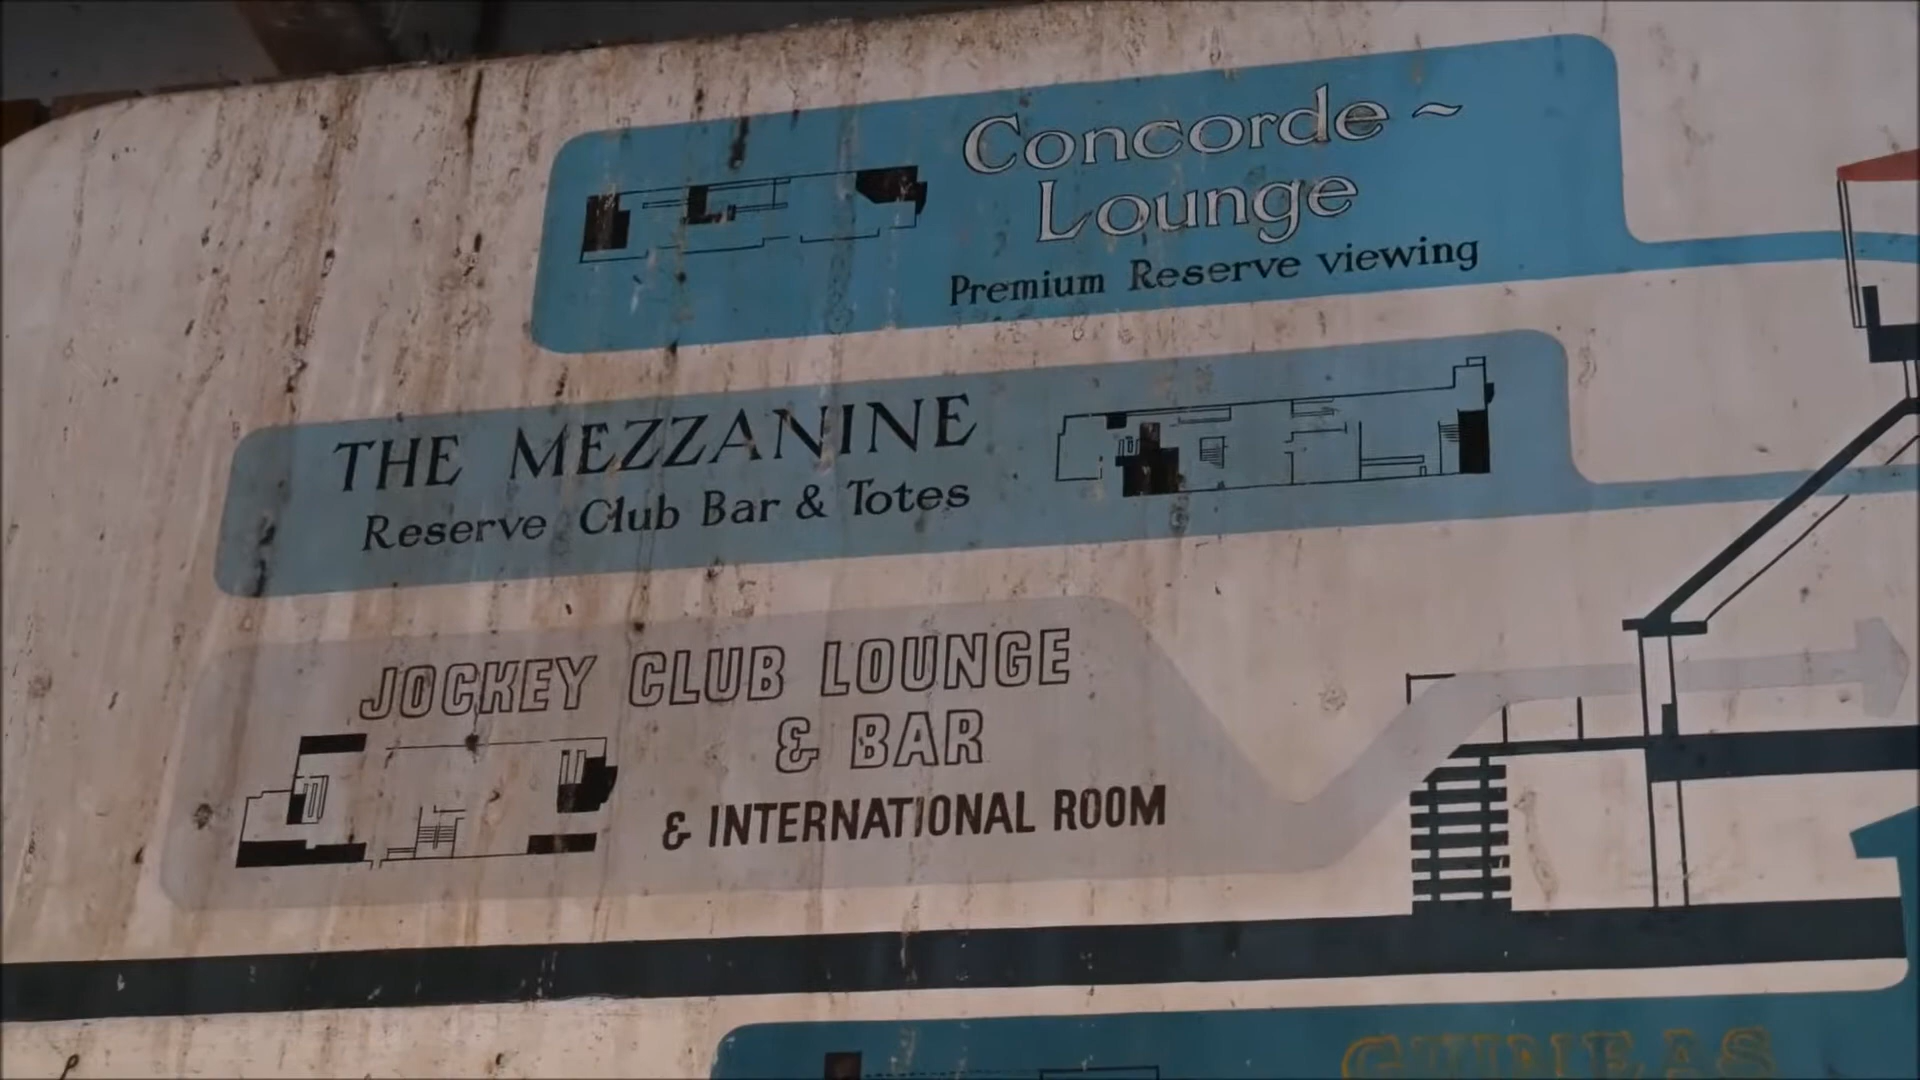 Concorde ~
Lounge
Premium Reserve viewing
THE MEZZANINE
Reserve Club Bar & Totes
JOCKEY CLUB LOUNGE
& BAR
& INTERNATIONAL ROOM